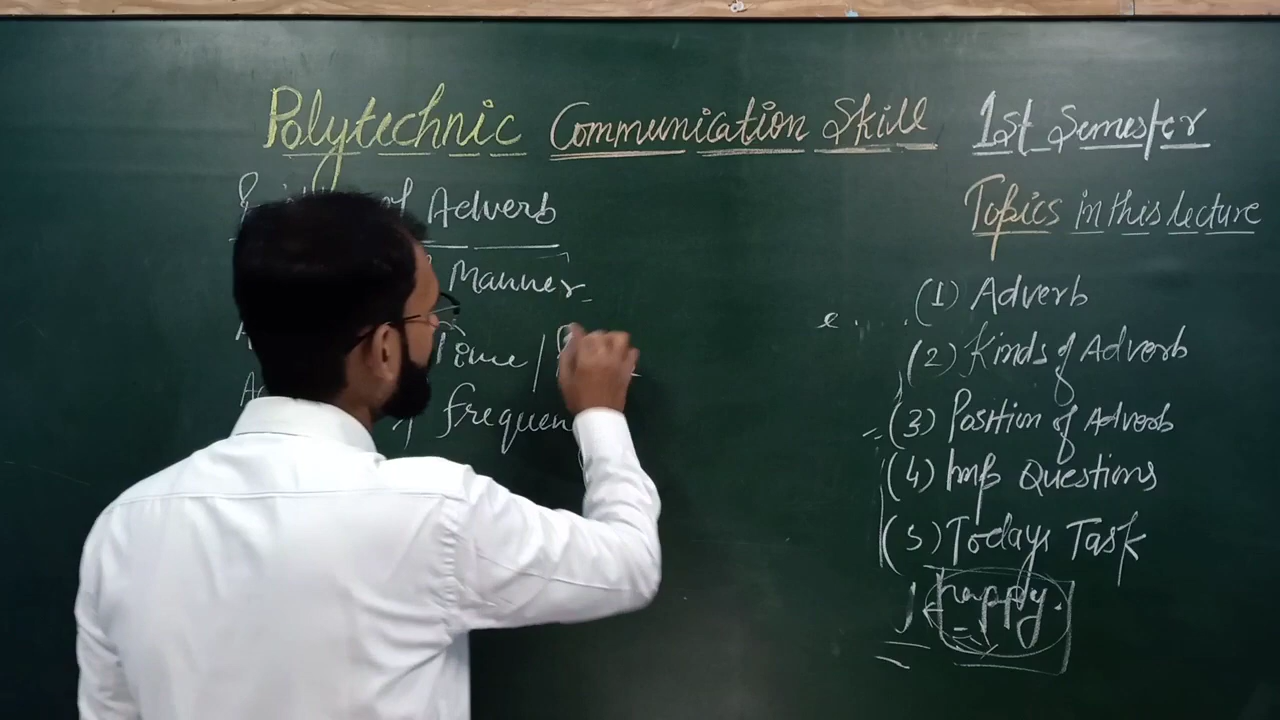 Polytechnic Communication Skill 1st Semester
of Adverb
Manner
Time /
frequen
Topics in this lecture
(1) Adverb
(2) Kinds of Adverb
(3) Position of Adverb
(4) Imp Questions
(5) Todays Task
happy.